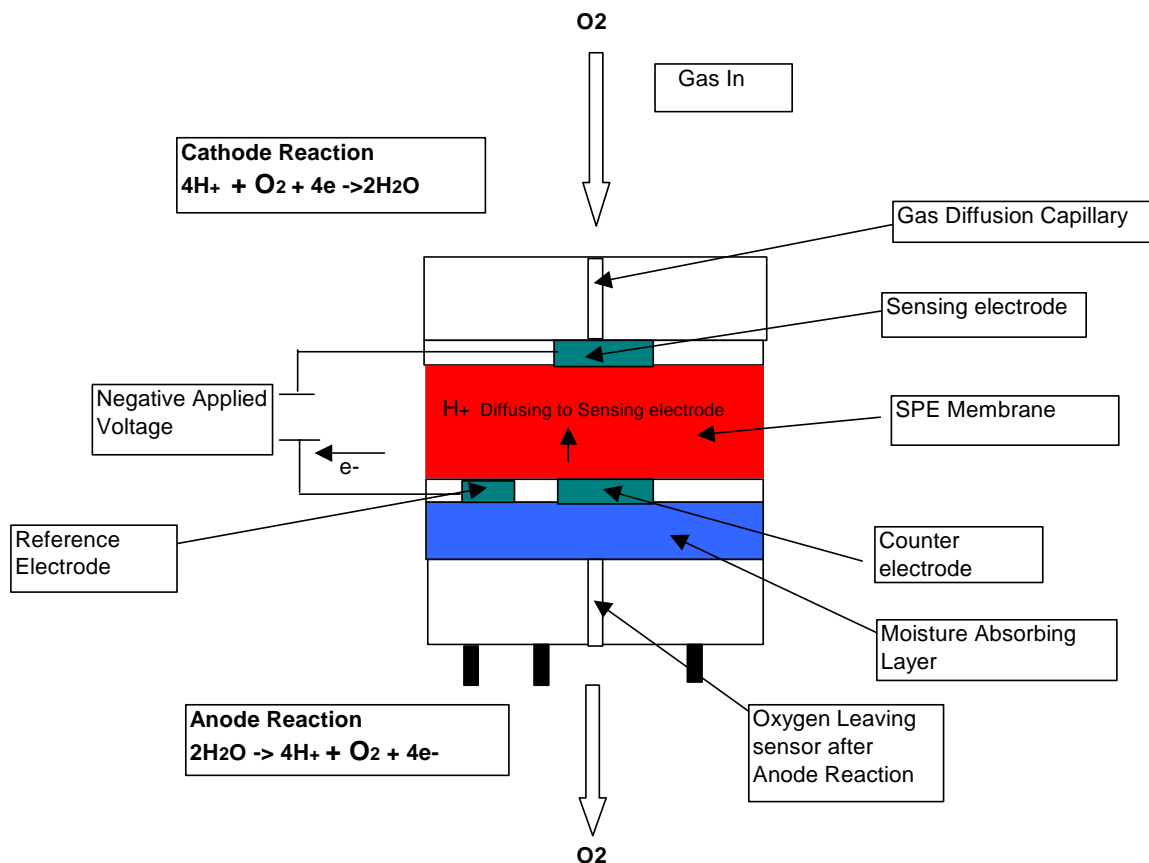 O2
Gas In
Cathode Reaction
4H+ + O2 + 4e ->2H2O
Gas Diffusion Capillary
Sensing electrode
Negative Applied
Voltage
H+ Diffusing to Sensing electrode
SPE Membrane
e-
Reference
Electrode
Counter
electrode
Moisture Absorbing
Layer
Anode Reaction
2H2O -> 4H+ + O2 + 4e-
Oxygen Leaving
sensor after
Anode Reaction
O2